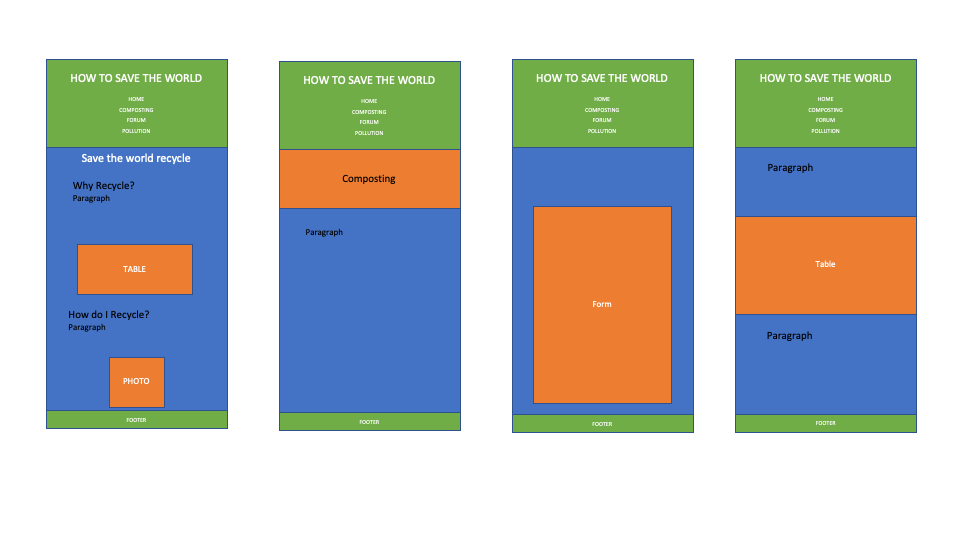 HOW TO SAVE THE WORLD
HOME
COMPOSTING
FORUM
POLLUTION
Save the world recycle
Why Recycle?
Paragraph
TABLE
How do I Recycle?
Paragraph
PHOTO
FOOTER
HOW TO SAVE THE WORLD
HOME
COMPOSTING
FORUM
POLLUTION
Composting
Paragraph
FOOTER
HOW TO SAVE THE WORLD
HOME
COMPOSTING
FORUM
POLLUTION
Form
FOOTER
HOW TO SAVE THE WORLD
HOME
COMPOSTING
FORUM
POLLUTION
Paragraph
Table
Paragraph
FOOTER